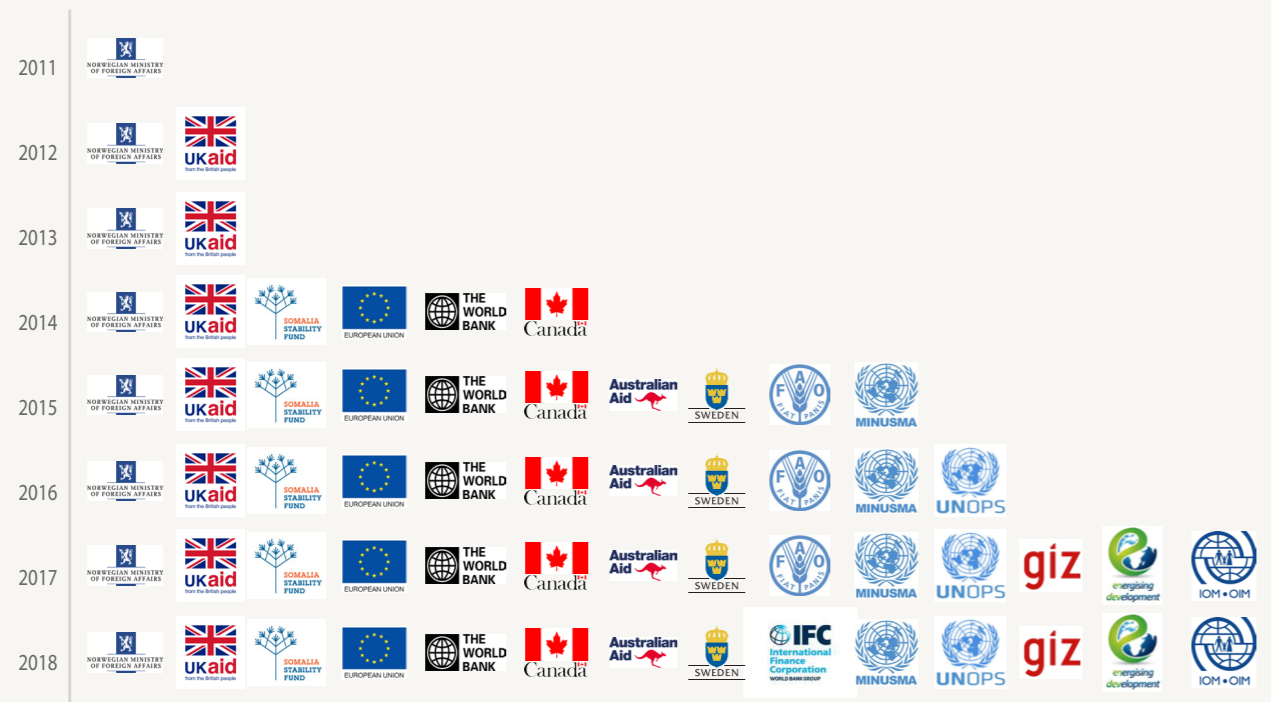 2011
NORWEGIAN MINISTRY
OF FOREIGN AFFAIRS
2012
NORWEGIAN MINISTRY
OF FOREIGN AFFAIRS
UKaid
from the British people
2013
NORWEGIAN MINISTRY
OF FOREIGN AFFAIRS
UKaid
from the British people
2014
NORWEGIAN MINISTRY
OF FOREIGN AFFAIRS
UKaid
from the British people
SOMALIA
STABILITY
FUND
EUROPEAN UNION
THE
WORLD
BANK
Canada
2015
NORWEGIAN MINISTRY
OF FOREIGN AFFAIRS
UKaid
from the British people
SOMALIA
STABILITY
FUND
EUROPEAN UNION
THE
WORLD
BANK
Canada
Australian
Aid
SWEDEN
FAO
FIAT PANIS
MINUSMA
2016
NORWEGIAN MINISTRY
OF FOREIGN AFFAIRS
UKaid
from the British people
SOMALIA
STABILITY
FUND
EUROPEAN UNION
THE
WORLD
BANK
Canada
Australian
Aid
SWEDEN
FAO
FIAT PANIS
MINUSMA
UNOPS
2017
NORWEGIAN MINISTRY
OF FOREIGN AFFAIRS
UKaid
from the British people
SOMALIA
STABILITY
FUND
EUROPEAN UNION
THE
WORLD
BANK
Canada
Australian
Aid
SWEDEN
FAO
FIAT PANIS
MINUSMA
UNOPS
giz
energising
development
IOM•OIM
2018
NORWEGIAN MINISTRY
OF FOREIGN AFFAIRS
UKaid
from the British people
SOMALIA
STABILITY
FUND
EUROPEAN UNION
THE
WORLD
BANK
Canada
Australian
Aid
SWEDEN
IFC
International
Finance
Corporation
WORLD BANK GROUP
MINUSMA
UNOPS
giz
energising
development
IOM•OIM